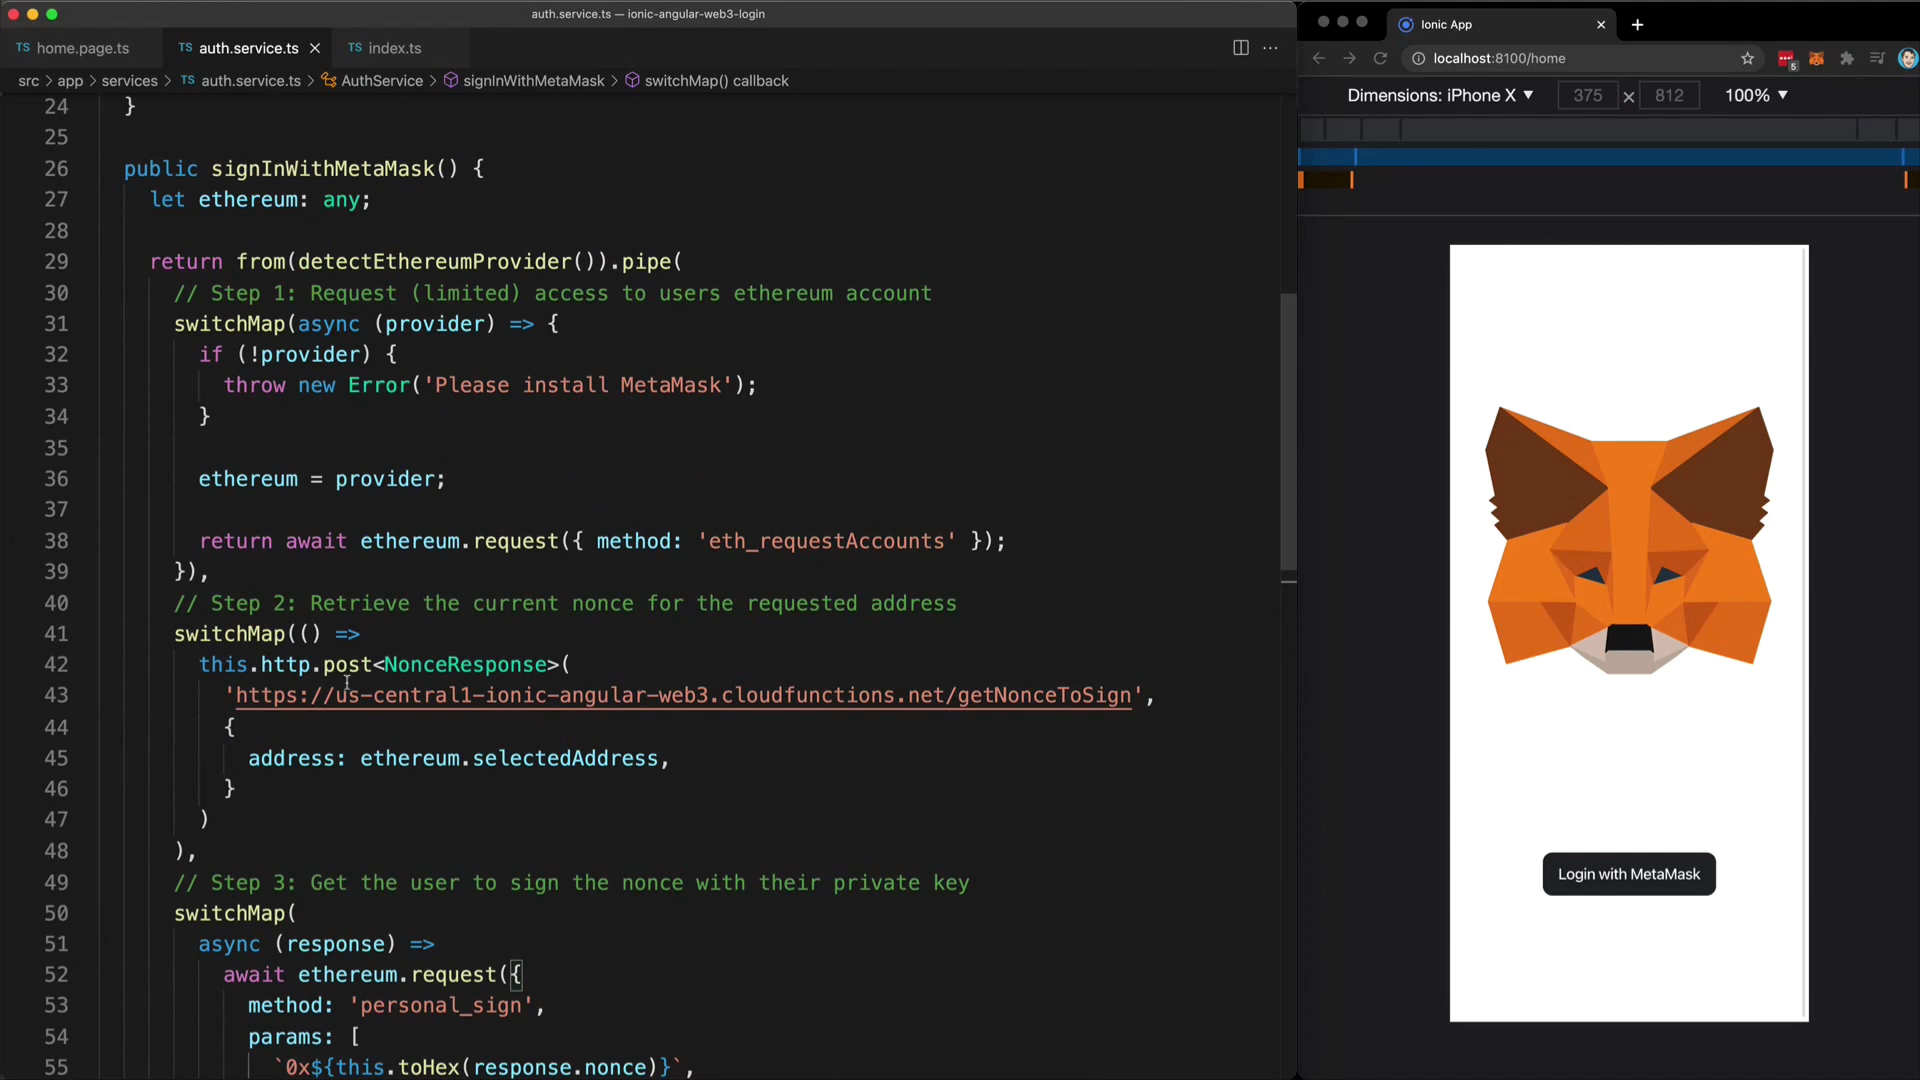 auth.service.ts — ionic-angular-web3-login
TS home.page.ts
TS auth.service.ts
TS index.ts
src > app > services > TS auth.service.ts > AuthService > signInWithMetaMask > switchMap() callback
24 }
25
26 public signInWithMetaMask() {
27 let ethereum: any;
28
29 return from(detectEthereumProvider()).pipe(
30 // Step 1: Request (limited) access to users ethereum account
31 switchMap(async (provider) => {
32 if (!provider) {
33 throw new Error('Please install MetaMask');
34 }
35
36 ethereum = provider;
37
38 return await ethereum.request({ method: 'eth_requestAccounts' });
39 }),
40 // Step 2: Retrieve the current nonce for the requested address
41 switchMap(() =>
42 this.http.post<NonceResponse>(
43 'https://us-central1-ionic-angular-web3.cloudfunctions.net/getNonceToSign',
44 {
45 address: ethereum.selectedAddress,
46 }
47 )
48 ),
49 // Step 3: Get the user to sign the nonce with their private key
50 switchMap(
51 async (response) =>
52 await ethereum.request({
53 method: 'personal_sign',
54 params: [
55 `0x${this.toHex(response.nonce)}`,
Ionic App
localhost:8100/home
5
Dimensions: iPhone X ▼ 375 × 812 100% ▼
Login with MetaMask